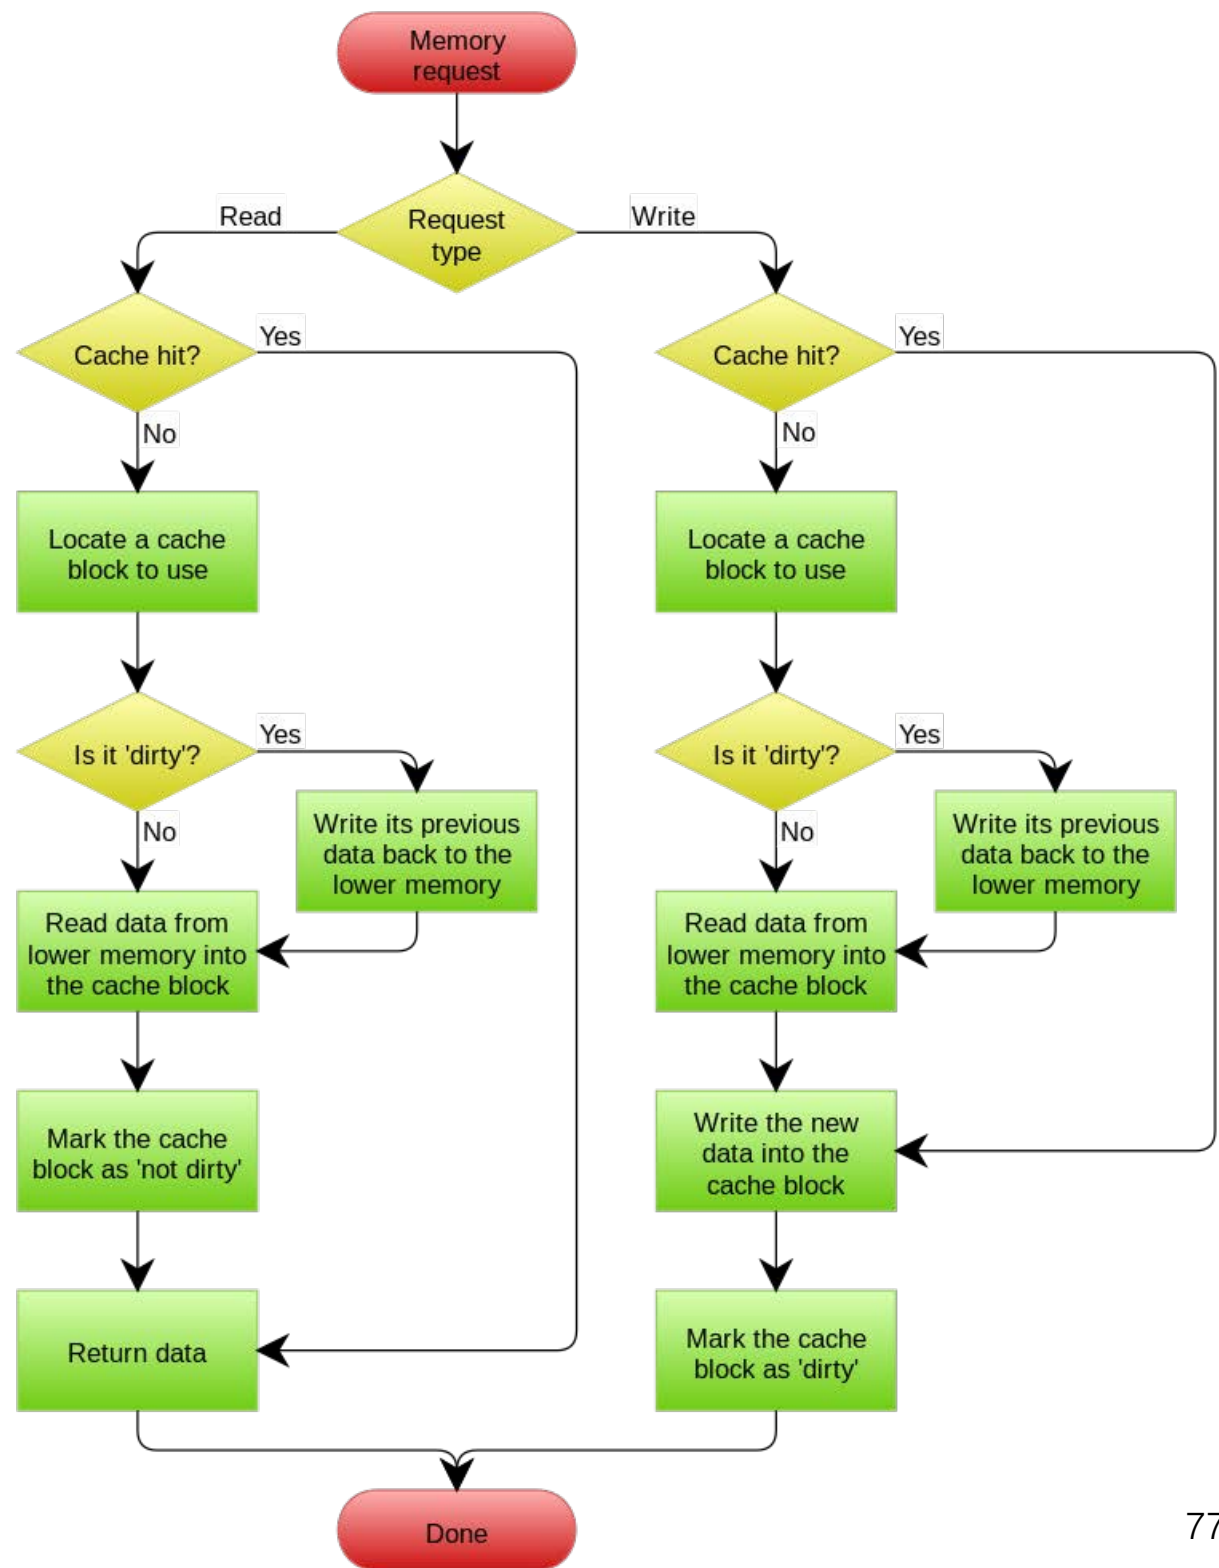 Memory
request
Request
type
Read
Write
Cache hit?
Yes
No
Cache hit?
Yes
No
Locate a cache
block to use
Locate a cache
block to use
Is it 'dirty'?
Yes
No
Is it 'dirty'?
Yes
No
Write its previous
data back to the
lower memory
Write its previous
data back to the
lower memory
Read data from
lower memory into
the cache block
Read data from
lower memory into
the cache block
Mark the cache
block as 'not dirty'
Write the new
data into the
cache block
Return data
Mark the cache
block as 'dirty'
Done
77